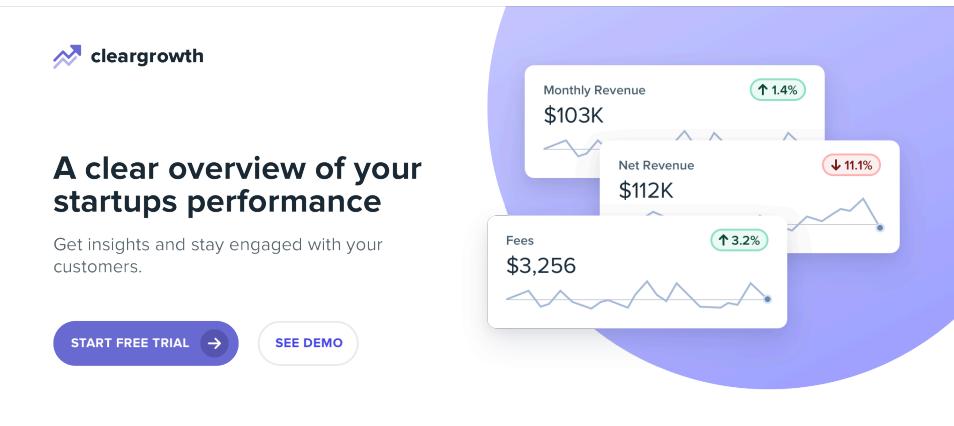 cleargrowth
A clear overview of your
startups performance
Get insights and stay engaged with your
customers.
START FREE TRIAL
SEE DEMO
Monthly Revenue
1.4%
$103K
Net Revenue
11.1%
$112K
Fees
3.2%
$3,256